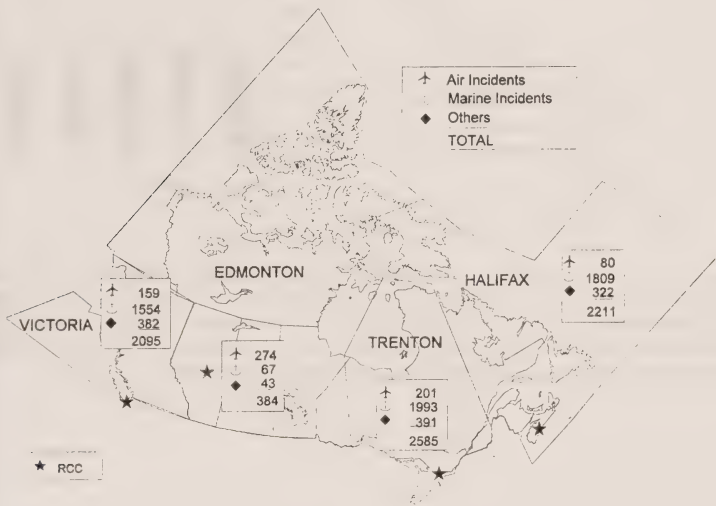 Air Incidents
Marine Incidents
Others
TOTAL
80
1809
322
2211
HALIFAX
EDMONTON
159
1554
382
2095
VICTORIA
TRENTON
274
67
43
384
201
1993
391
2585
RCC